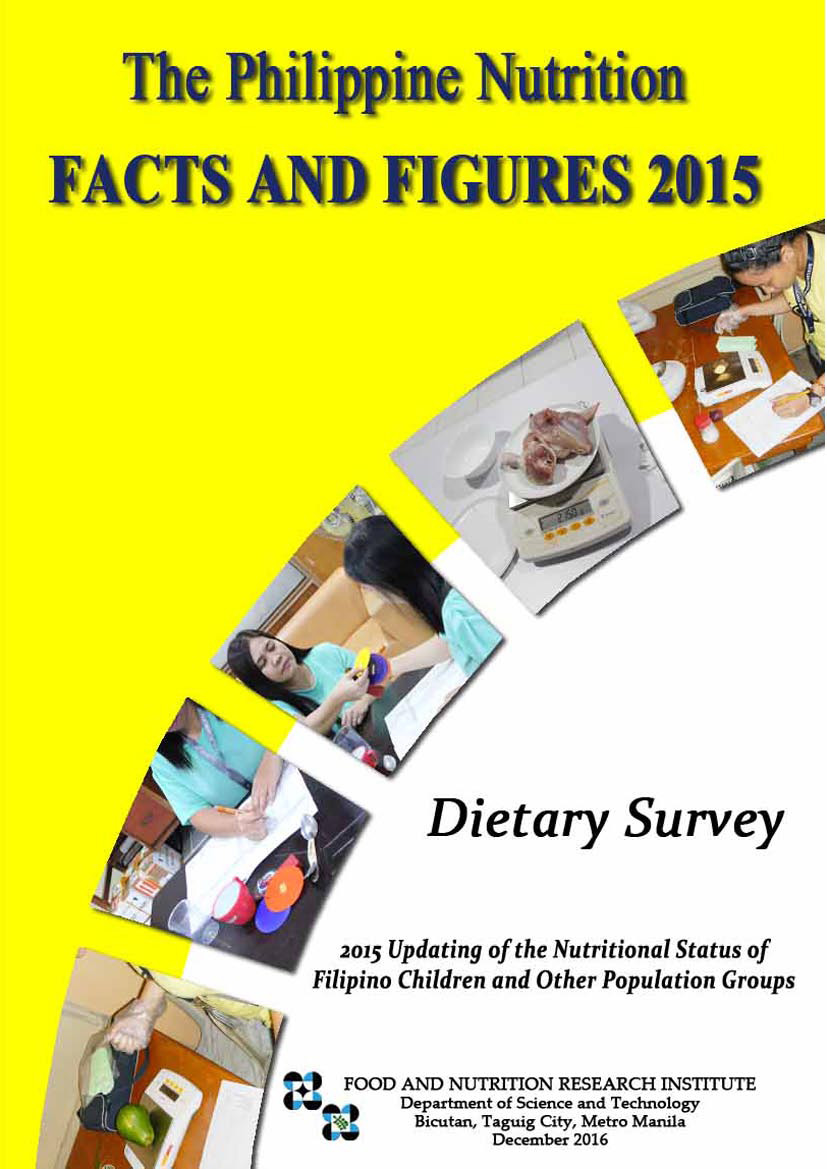 The Philippine Nutrition
FACTS AND FIGURES 2015
Dietary Survey
2015 Updating of the Nutritional Status of
Filipino Children and Other Population Groups
FOOD AND NUTRITION RESEARCH INSTITUTE
Department of Science and Technology
Bicutan, Taguig City, Metro Manila
December 2016